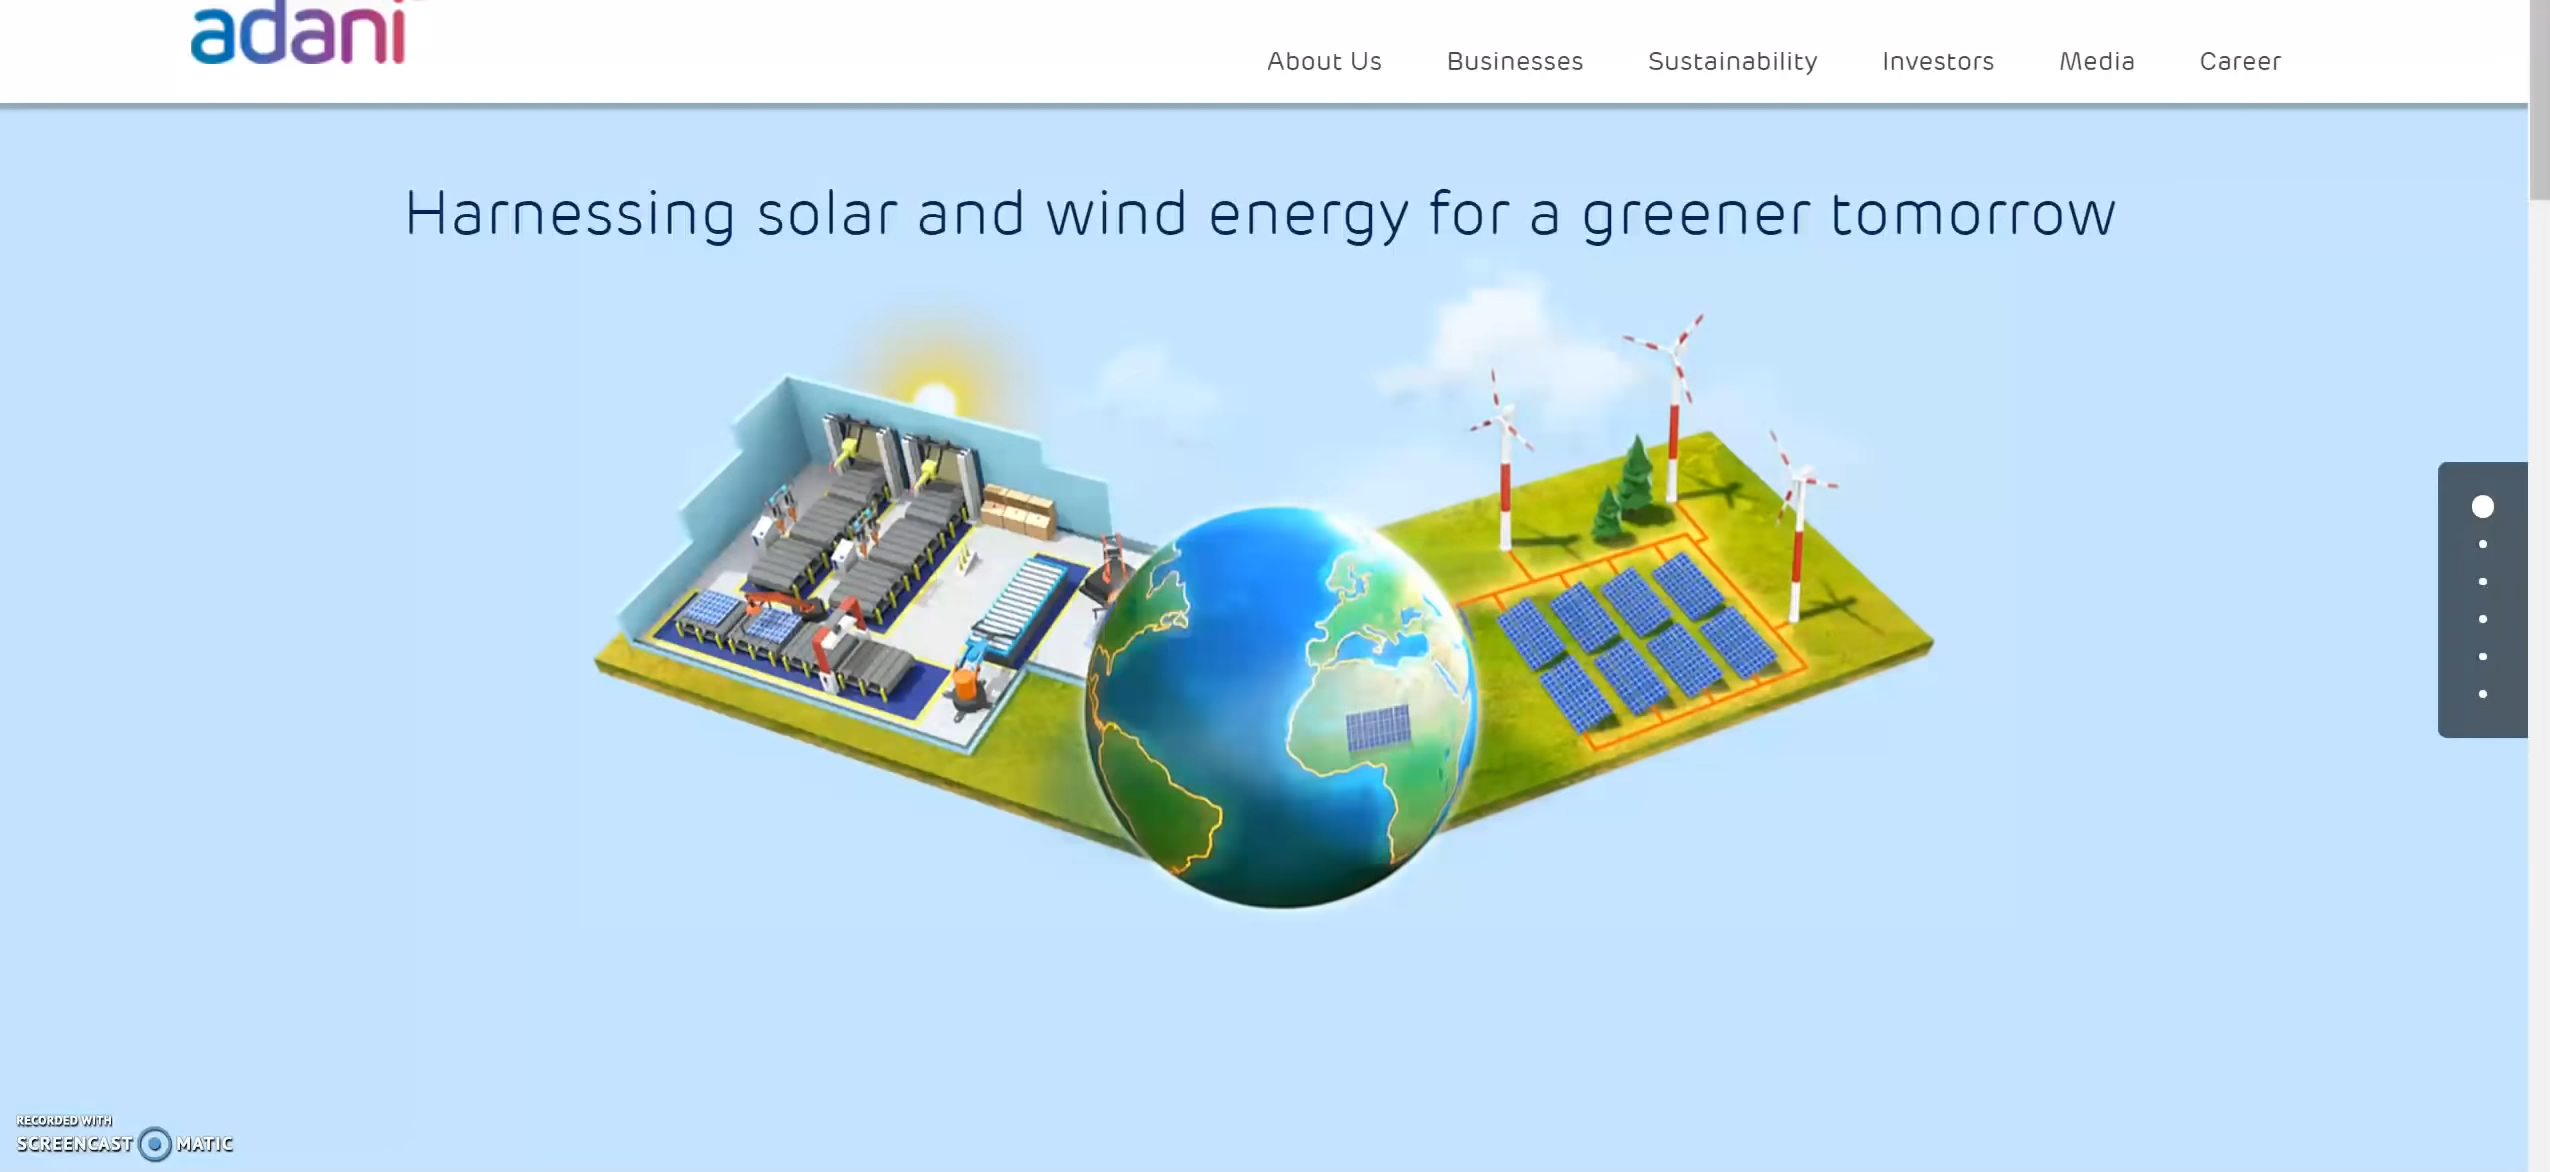 adani
About Us Businesses Sustainability Investors Media Career
Harnessing solar and wind energy for a greener tomorrow
RECORDED WITH
SCREENCAST MATIC